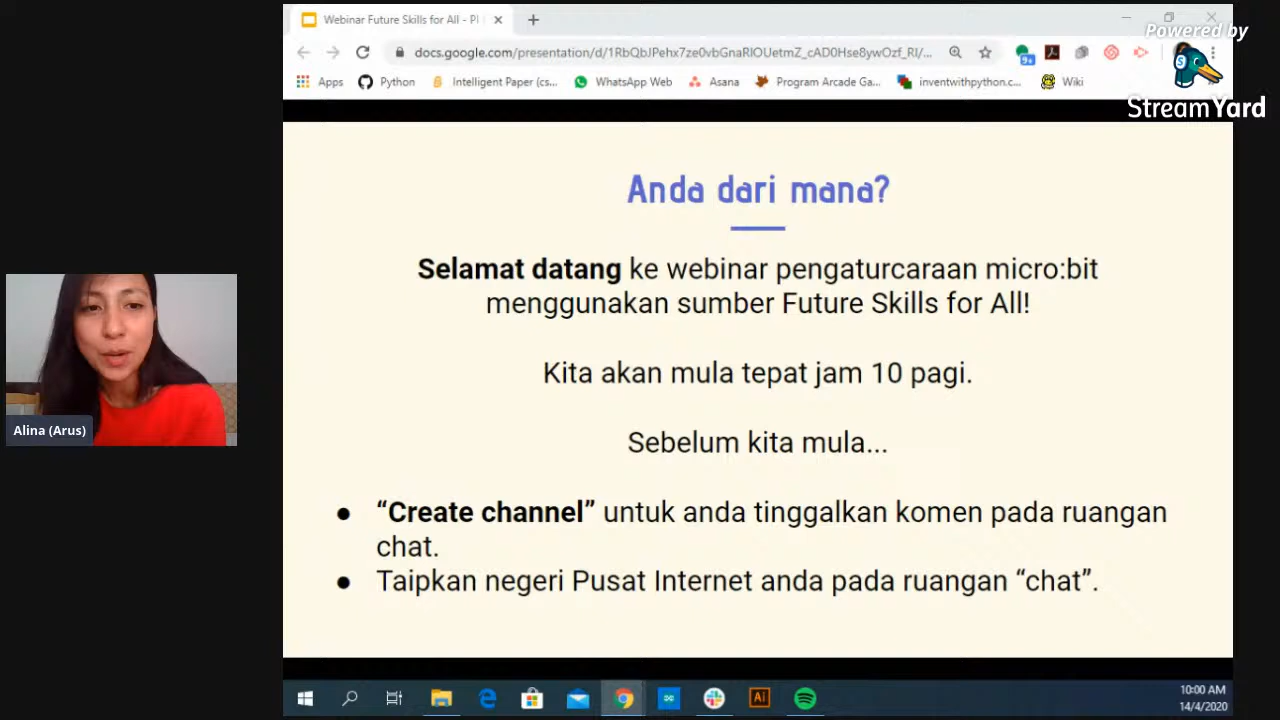 Webinar Future Skills for All - Pl
Powered by
StreamYard
docs.google.com/presentation/d/1RbQbJPehx7ze0vbGnaRlOUetmZ_cAD0Hse8ywOzf_RI/...
9+
Apps Python Intelligent Paper (cs... WhatsApp Web Asana Program Arcade Ga... inventwithpython.c... Wiki
Anda dari mana?
Selamat datang ke webinar pengaturcaraan micro:bit
menggunakan sumber Future Skills for All!
Kita akan mula tepat jam 10 pagi.
Sebelum kita mula...
● “Create channel” untuk anda tinggalkan komen pada ruangan
chat.
● Taipkan negeri Pusat Internet anda pada ruangan “chat”.
Alina (Arus)
Ai
10:00 AM
14/4/2020